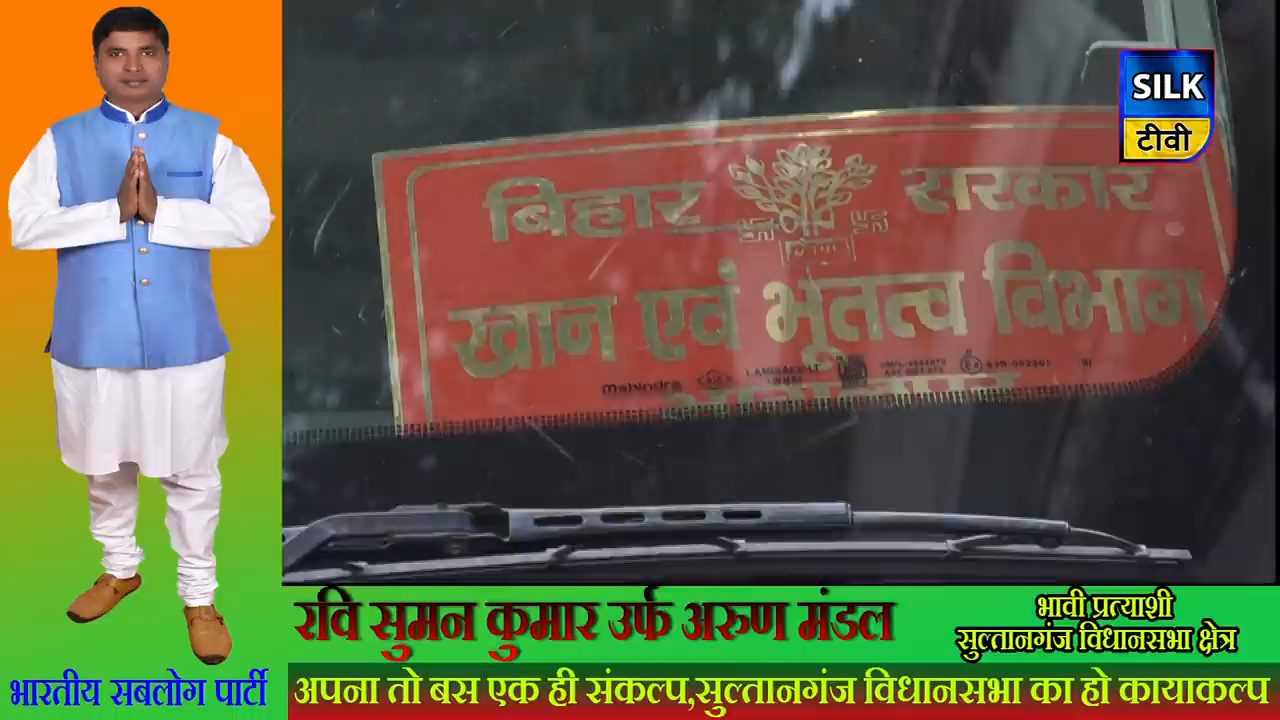 SILK
टीवी
बिहार सरकार
खान एवं भूतत्व विभाग
mahindra
रवि सुमन कुमार उर्फ अरुण मंडल
भावी प्रत्याशी
सुल्तानगंज विधानसभा क्षेत्र
भारतीय सबलोग पार्टी
अपना तो बस एक ही संकल्प,सुल्तानगंज विधानसभा का हो कायाकल्प